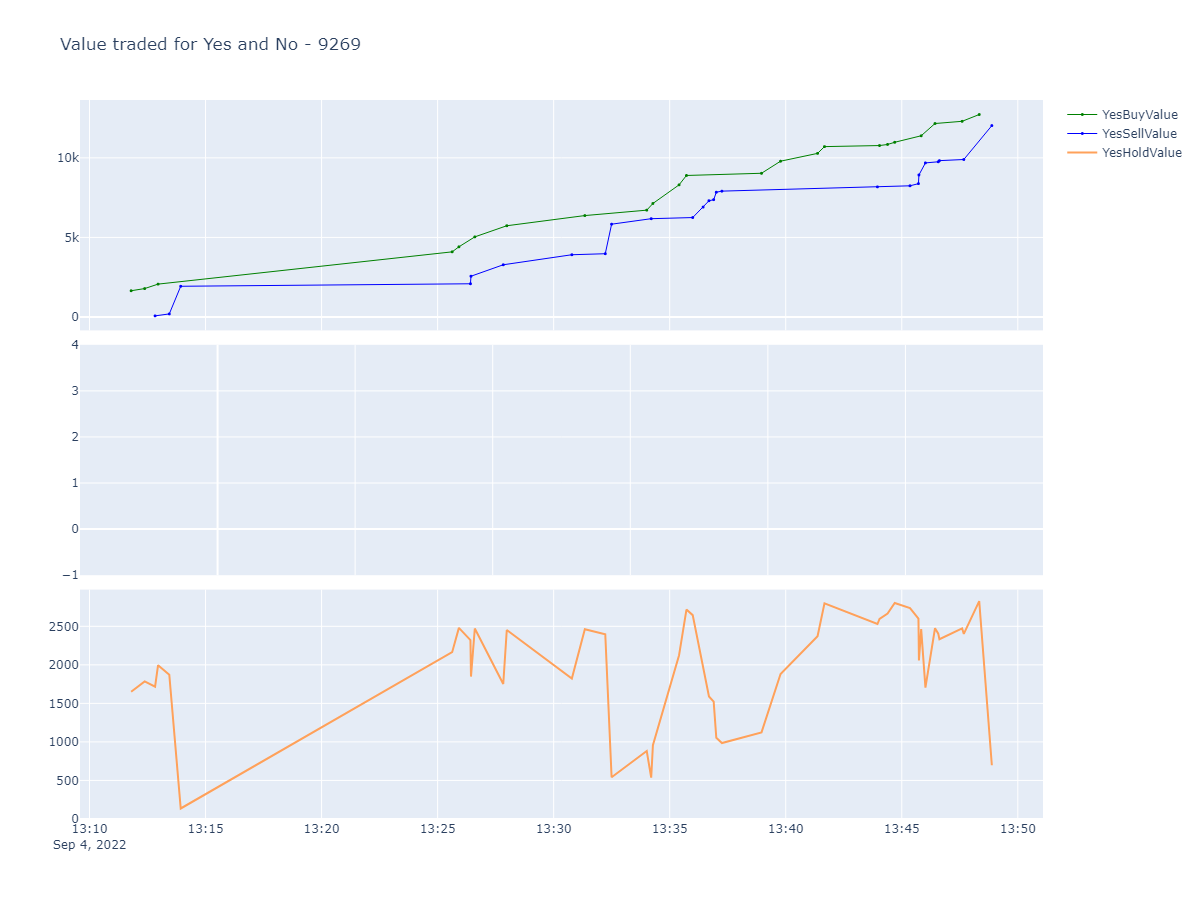 Value traded for Yes and No - 9269
YesBuyValue
YesSellValue
YesHoldValue
10k
5k
0
4
3
2
1
0
−1
2500
2000
1500
1000
500
0
13:10 13:15 13:20 13:25 13:30 13:35 13:40 13:45 13:50
Sep 4, 2022